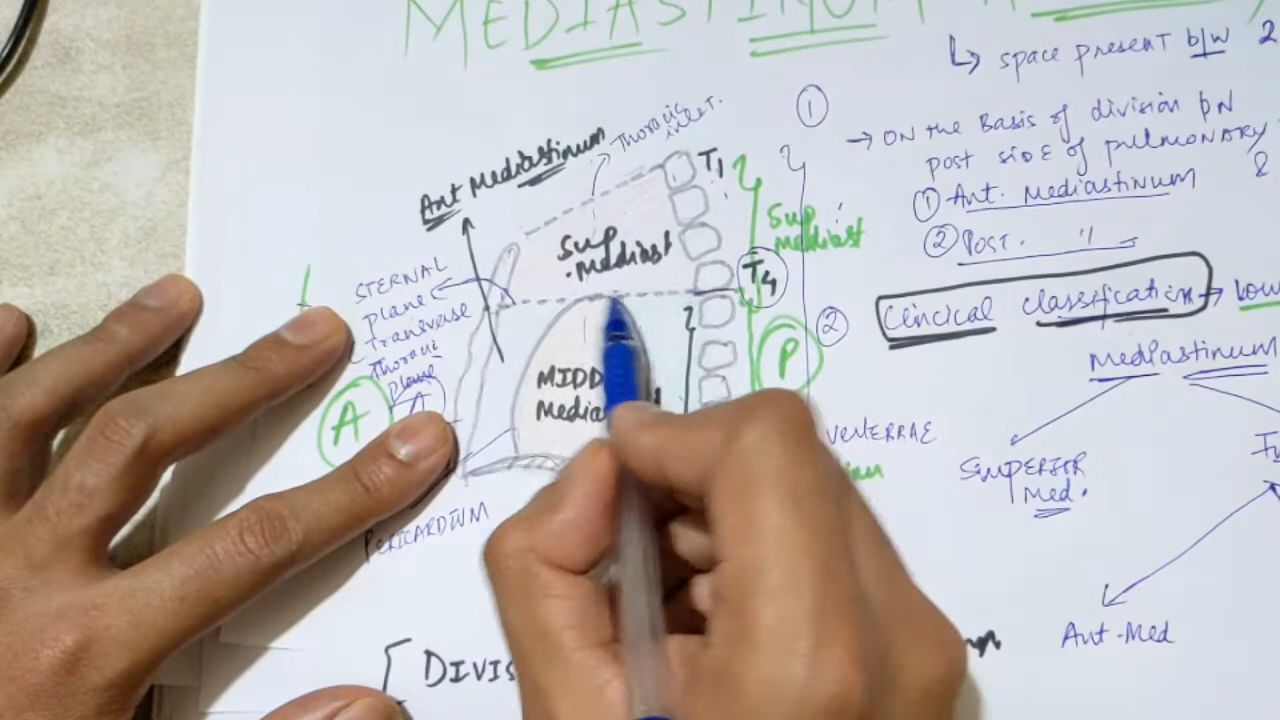 MEDIASTINUM
↳ space present b/w 2
①
→ ON the Basis of division ON
post side of pulmonary
&
① Ant. Mediastinum
② Post. "
Clincical classification → Low
②
Mediastinum
SUPERIOR
Med.
Ant-Med
Thoracic
inlet.
Ant Mediastinum
T1
Sup
Mediast
Sup
Mediast
T4
STERNAL
plane
Transverse
Thoracic
plane
A
A
P
MIDD
Media
VERTEBRAE
PERICARDIUM
DIVIS